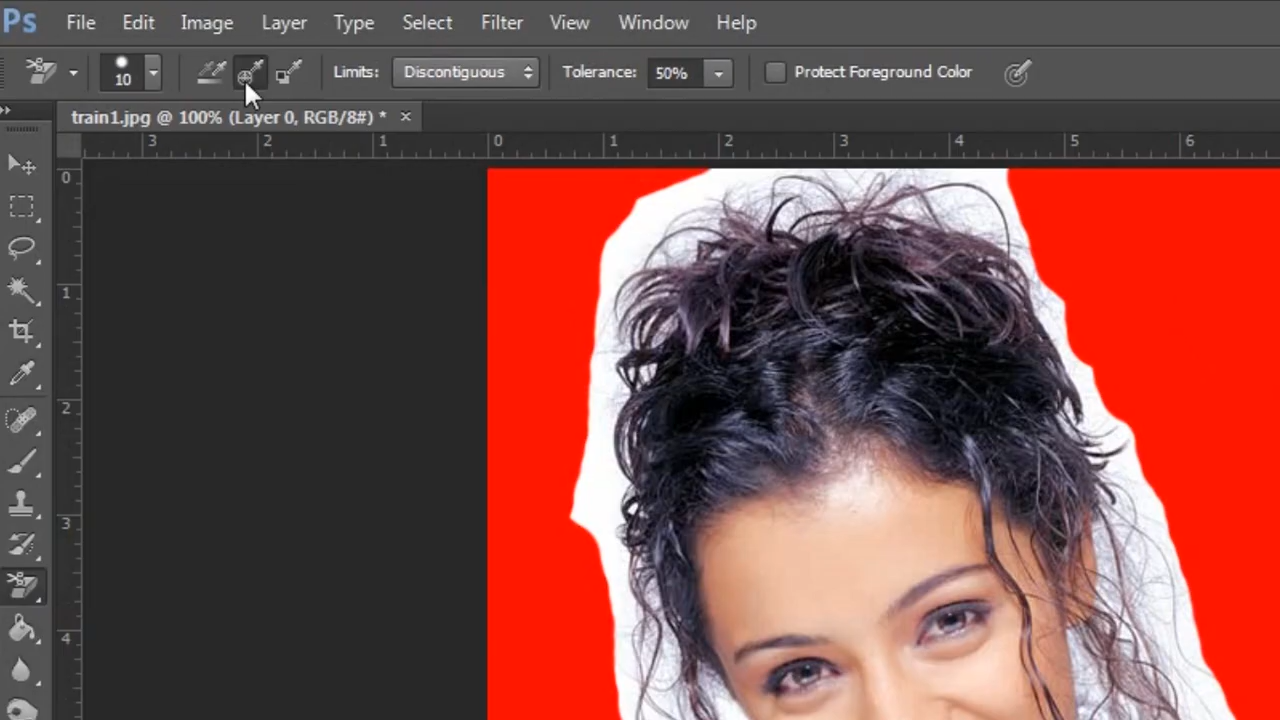 Ps File Edit Image Layer Type Select Filter View Window Help
10 Limits: Discontiguous Tolerance: 50% Protect Foreground Color
train1.jpg @ 100% (Layer 0, RGB/8#) * ×
3 2 1 0 1 2 3 4 5 6
0
1
2
3
4